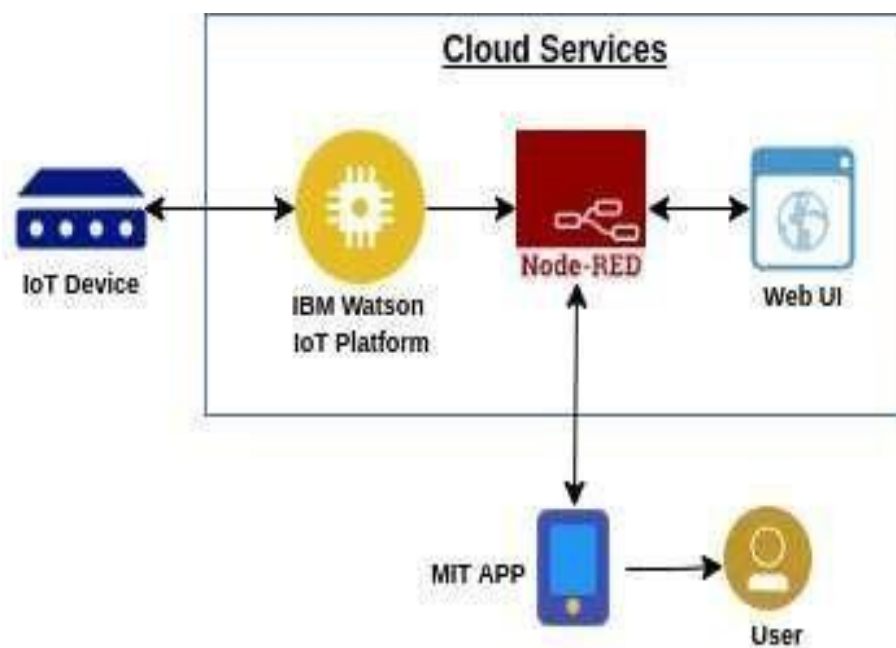 Cloud Services
IoT Device
IBM Watson
IoT Platform
Node-RED
Web UI
MIT APP
User